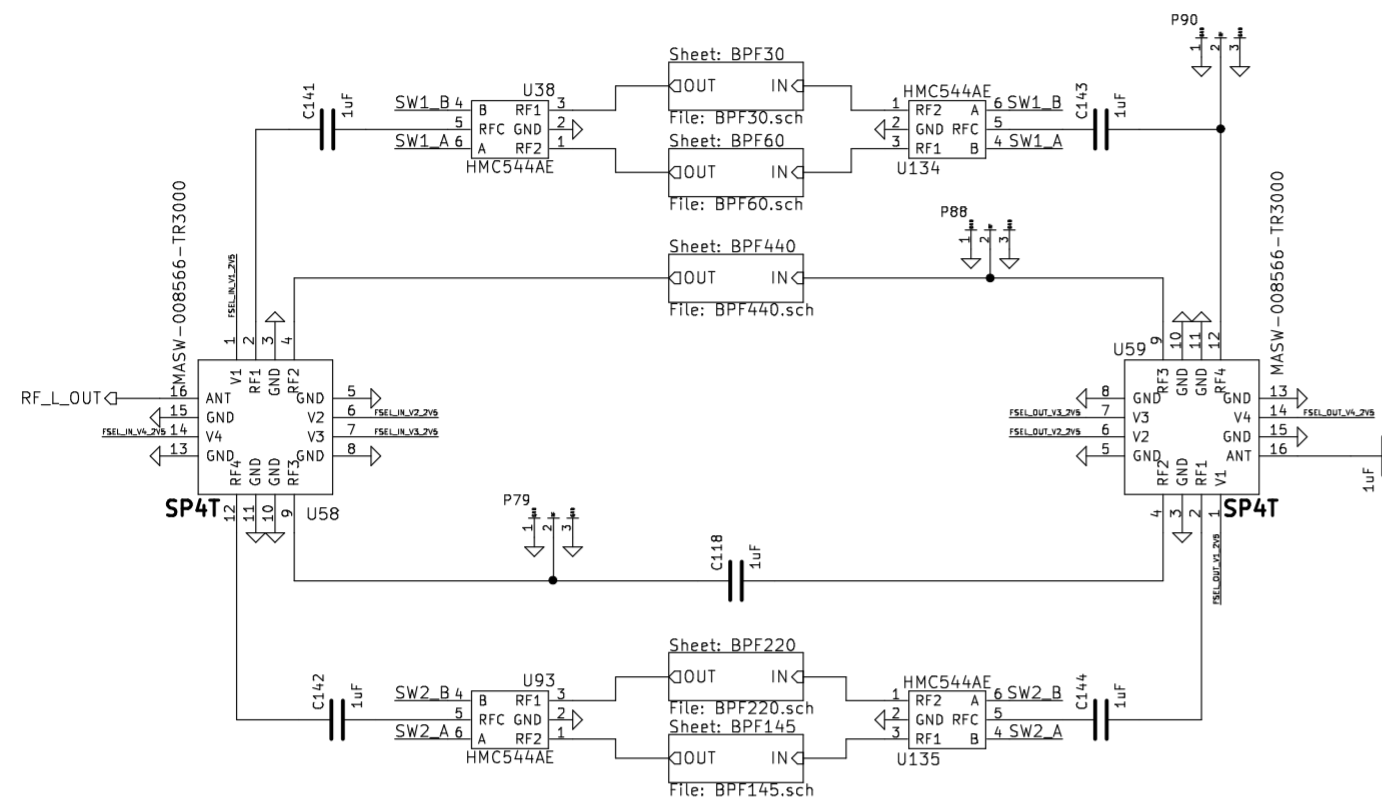 P90
1
2
3
Sheet: BPF30
OUT IN
File: BPF30.sch
Sheet: BPF60
OUT IN
File: BPF60.sch
C141
1uF
SW1_B 4 B RF1 3
5 RFC GND 2
SW1_A 6 A RF2 1
U38
HMC544AE
HMC544AE
1 RF2 A 6 SW1_B
2 GND RFC 5
3 RF1 B 4 SW1_A
U134
C143
1uF
P88
1
2
3
Sheet: BPF440
OUT IN
File: BPF440.sch
MASW-008566-TR3000
FSEL_IN_V1_2V5
1 V1
2 RF1
3 GND
4 RF2
RF_L_OUT
16 ANT
15 GND
FSEL_IN_V4_2V5 14 V4
13 GND
GND 5
V2 6 FSEL_IN_V2_2V5
V3 7 FSEL_IN_V3_2V5
GND 8
RF4 12
GND 11
GND 10
RF3 9
SP4T
U58
MASW-008566-TR3000
U59
9 RF3
10 GND
11 GND
12 RF4
8 GND
FSEL_OUT_V3_2V5 7 V3
FSEL_OUT_V2_2V5 6 V2
5 GND
GND 13
V4 14 FSEL_OUT_V4_2V5
GND 15
ANT 16
RF2 4
GND 3
RF1 2
V1 1
FSEL_OUT_V1_2V5
SP4T
1uF
P79
1
2
3
C118
1uF
Sheet: BPF220
OUT IN
File: BPF220.sch
Sheet: BPF145
OUT IN
File: BPF145.sch
C142
1uF
U93
SW2_B 4 B RF1 3
5 RFC GND 2
SW2_A 6 A RF2 1
HMC544AE
HMC544AE
1 RF2 A 6 SW2_B
2 GND RFC 5
3 RF1 B 4 SW2_A
U135
C144
1uF